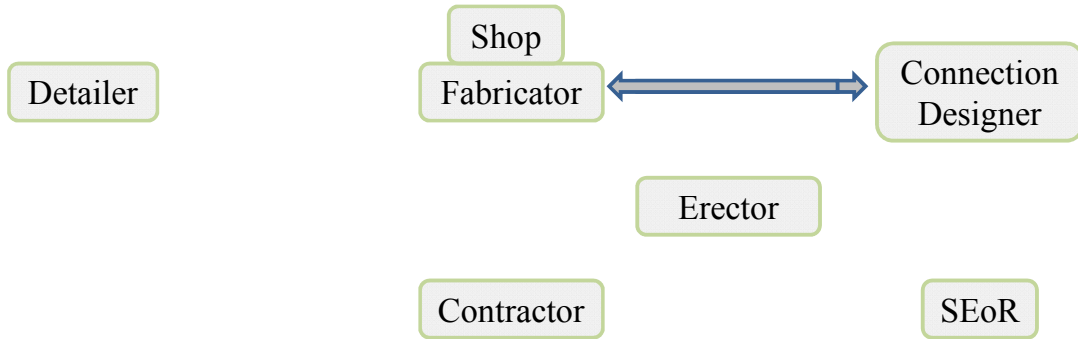 Shop
Detailer
Fabricator
Connection
Designer
Erector
Contractor
SEoR